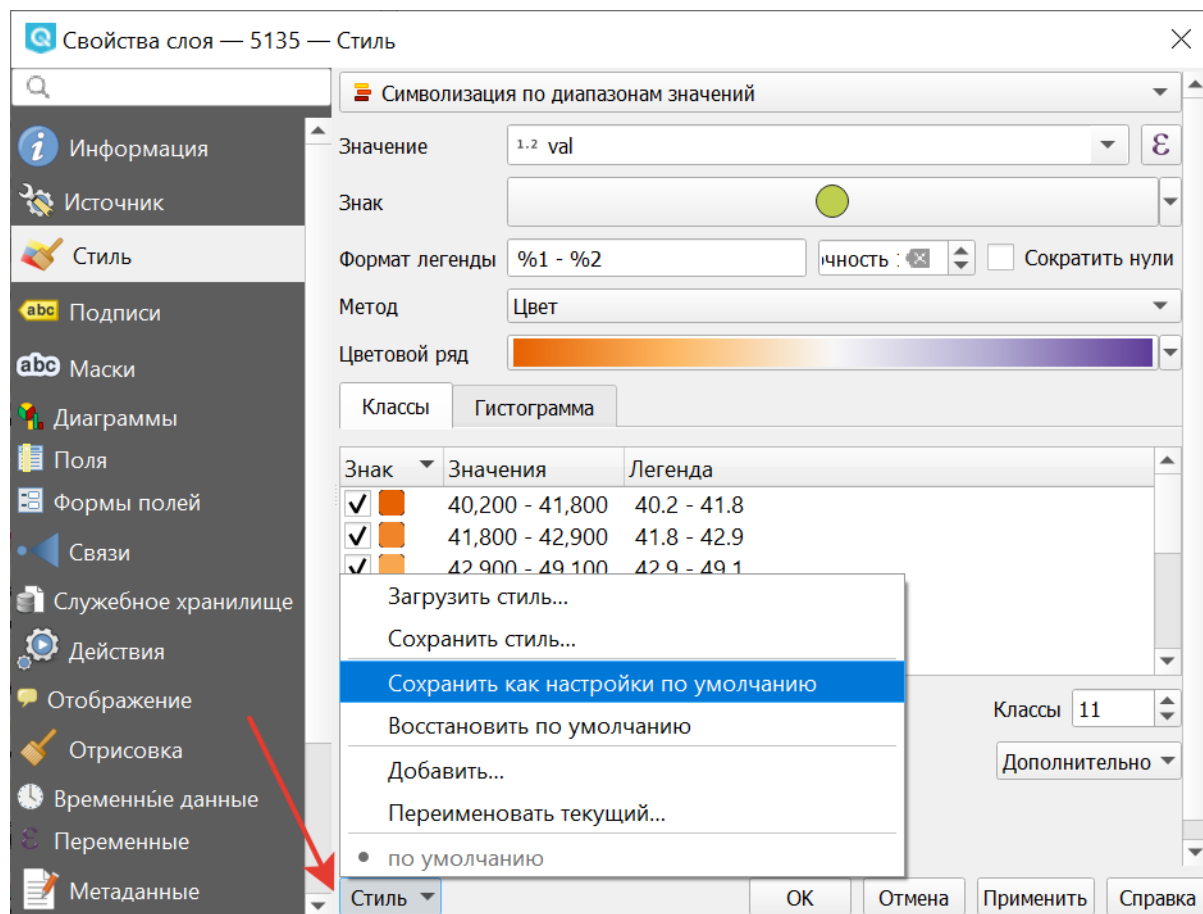 Свойства слоя — 5135 — Стиль
Информация
Источник
Стиль
abc Подписи
abc Маски
Диаграммы
Поля
Формы полей
Связи
Служебное хранилище
Действия
Отображение
Отрисовка
Временны́е данные
Переменные
Метаданные
Символизация по диапазонам значений
Значение 1.2 val ε
Знак
Формат легенды %1 - %2 Сократить нули
Метод Цвет
Цветовой ряд
Классы Гистограмма
Знак Значения Легенда
40,200 - 41,800 40.2 - 41.8
41,800 - 42,900 41.8 - 42.9
42,900 - 49,100 42.9 - 49.1
Загрузить стиль...
Сохранить стиль...
Сохранить как настройки по умолчанию
Восстановить по умолчанию
Добавить...
Переименовать текущий...
по умолчанию
Классы 11
Дополнительно
Стиль OK Отмена Применить Справка